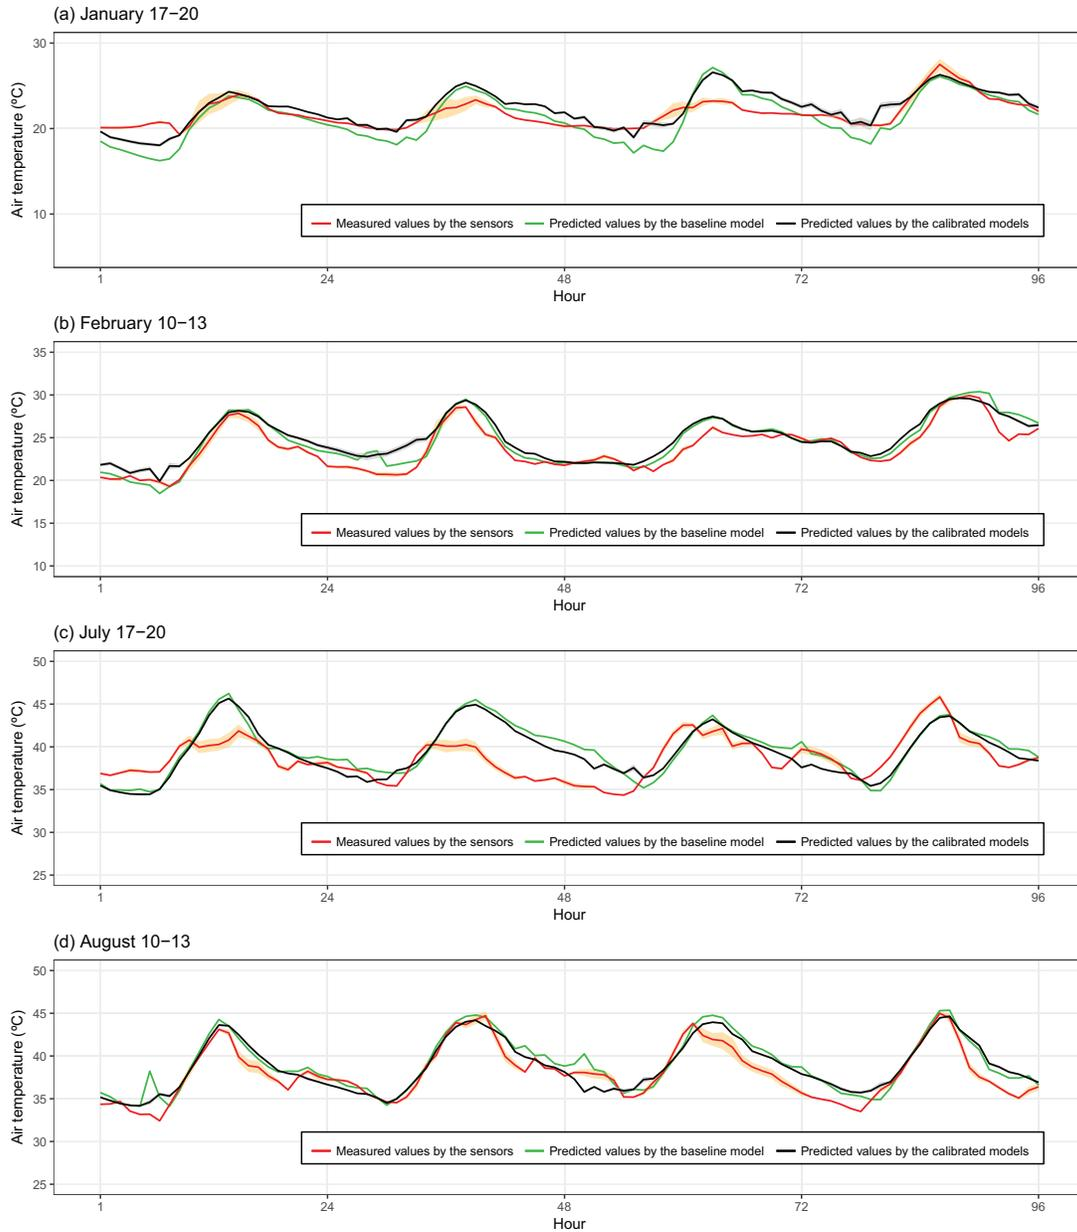 (a) January 17−20
30
20
10
Air temperature (ºC)
Measured values by the sensors Predicted values by the baseline model Predicted values by the calibrated models
1 24 48 72 96
Hour
(b) February 10−13
35
30
25
20
15
10
Air temperature (ºC)
Measured values by the sensors Predicted values by the baseline model Predicted values by the calibrated models
1 24 48 72 96
Hour
(c) July 17−20
50
45
40
35
30
25
Air temperature (ºC)
Measured values by the sensors Predicted values by the baseline model Predicted values by the calibrated models
1 24 48 72 96
Hour
(d) August 10−13
50
45
40
35
30
25
Air temperature (ºC)
Measured values by the sensors Predicted values by the baseline model Predicted values by the calibrated models
1 24 48 72 96
Hour